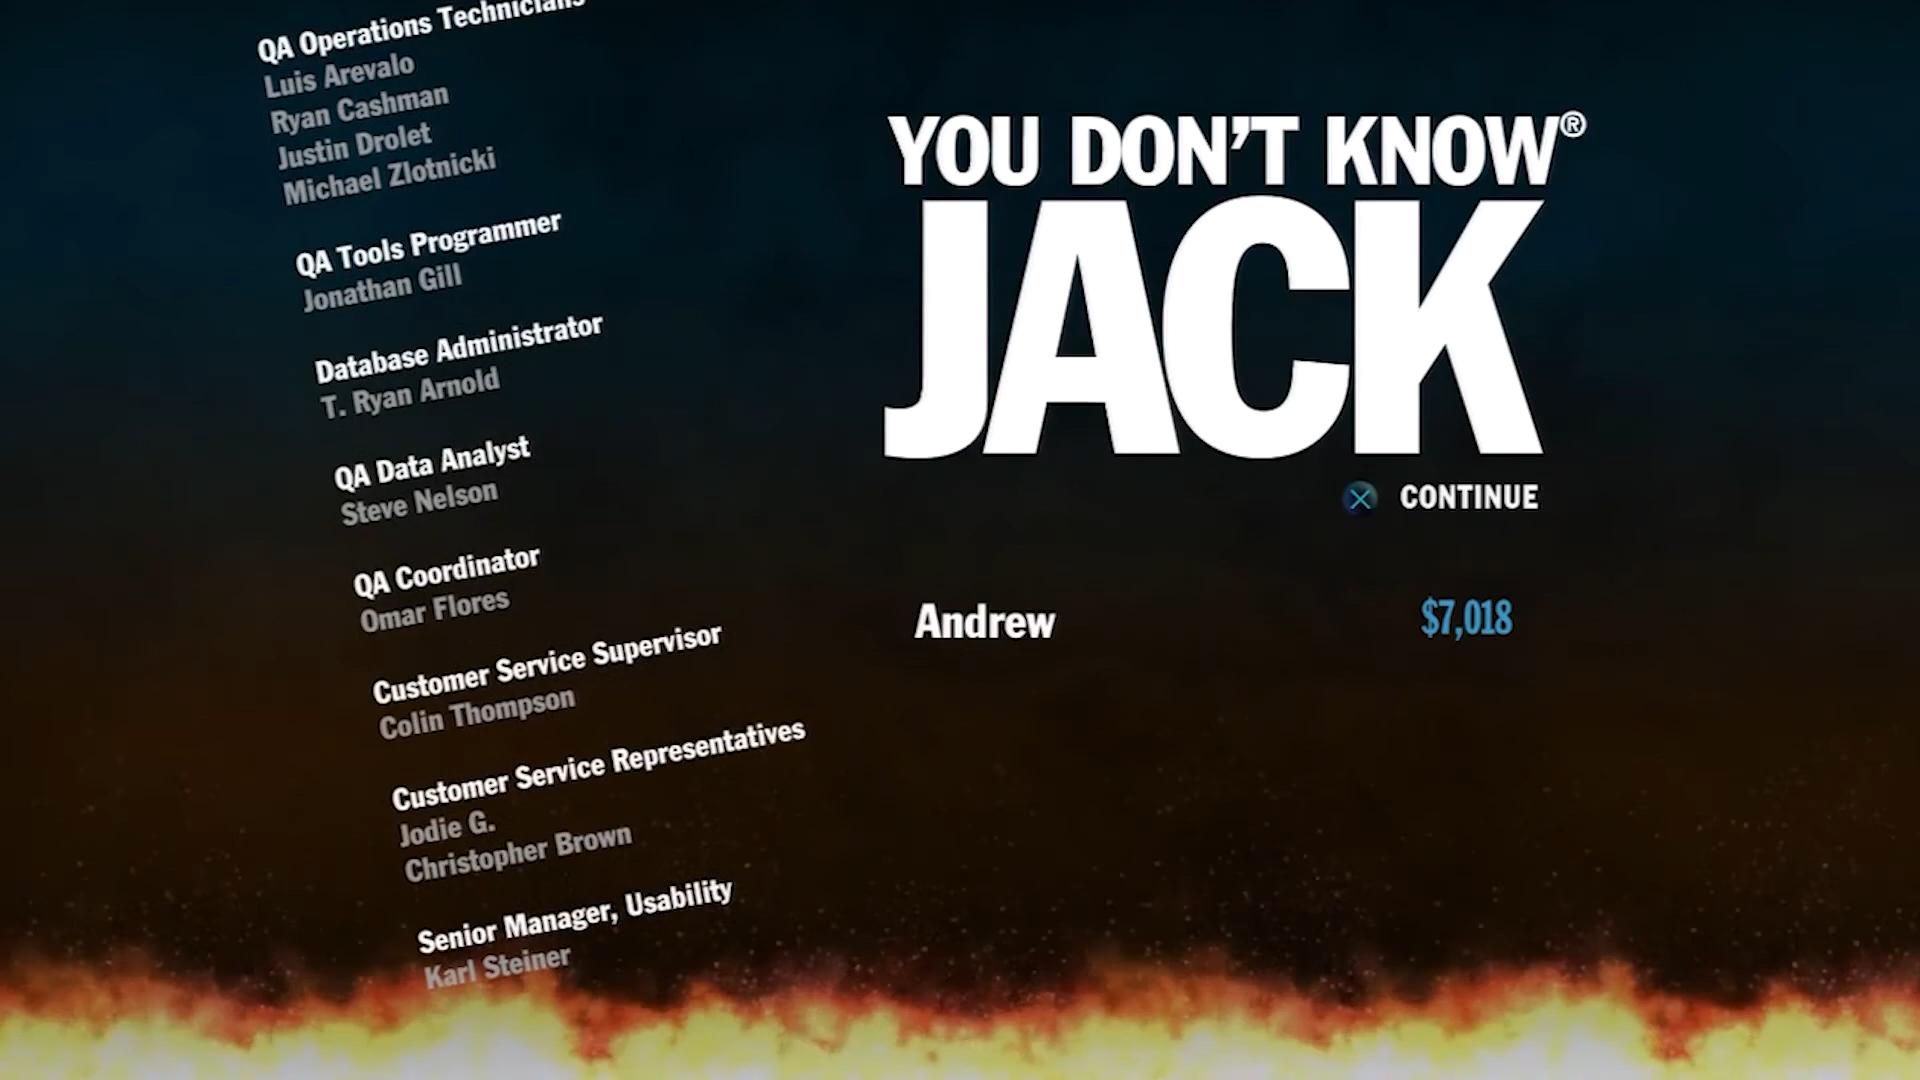 QA Operations Technicians
Luis Arevalo
Ryan Cashman
Justin Drolet
Michael Zlotnicki
QA Tools Programmer
Jonathan Gill
Database Administrator
T. Ryan Arnold
QA Data Analyst
Steve Nelson
QA Coordinator
Omar Flores
Customer Service Supervisor
Colin Thompson
Customer Service Representatives
Jodie G.
Christopher Brown
Senior Manager, Usability
Karl Steiner
YOU DON'T KNOW®
JACK
CONTINUE
Andrew $7,018